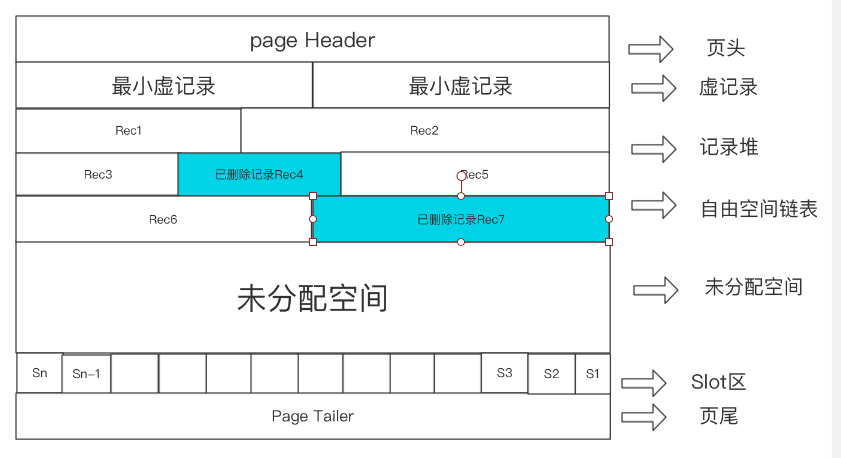 page Header
页头
最小虚记录
最小虚记录
虚记录
Rec1
Rec2
记录堆
Rec3
已删除记录Rec4
Rec5
Rec6
已删除记录Rec7
自由空间链表
未分配空间
未分配空间
Sn
Sn-1
S3
S2
S1
Slot区
Page Tailer
页尾